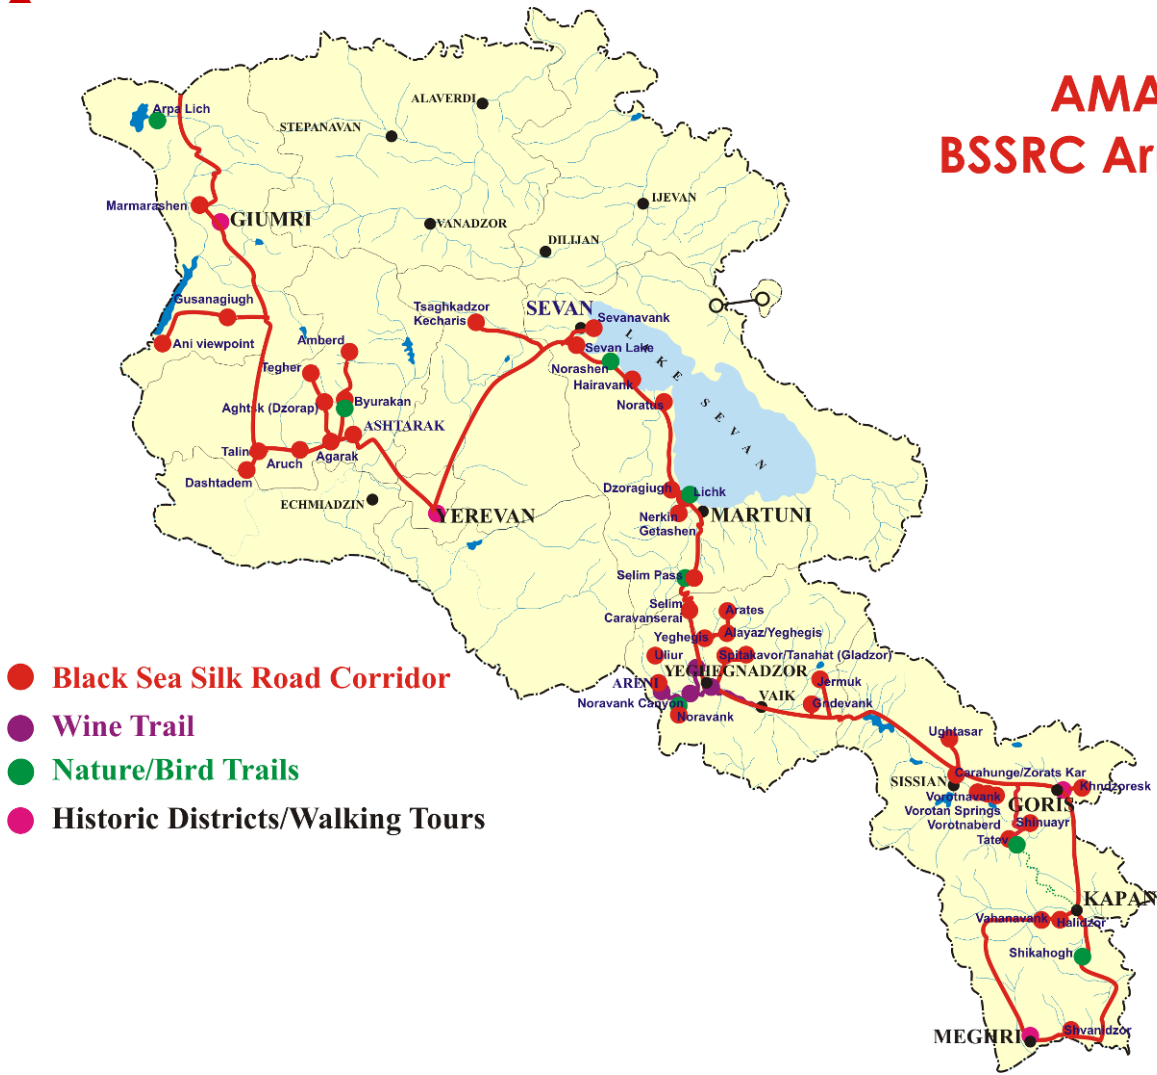 AMA
BSSRC Ar
ALAVERDI
Arpa Lich
STEPANAVAN
IJEVAN
Marmarashen
GIUMRI
VANADZOR
DILIJAN
Gusanagiugh
Tsaghkadzor
Kecharis
SEVAN
Sevanavank
LAKE SEVAN
Ani viewpoint
Amberd
Sevan Lake
Tegher
Norashen
Hairavank
Aghtsk (Dzorap)
Byurakan
Noratus
ASHTARAK
Talin
Aruch
Agarak
Dashtadem
Dzoragiugh
Lichk
ECHMIADZIN
YEREVAN
Nerkin
Getashen
MARTUNI
Selim Pass
Selim
Caravanserai
Arates
Yeghegis
Alayaz/Yeghegis
Uliur
Spitakavor/Tanahat (Gladzor)
YEGHEGNADZOR
ARENI
Jermuk
VAIK
Noravank Canyon
Gndevank
Noravank
Black Sea Silk Road Corridor
Wine Trail
Nature/Bird Trails
Historic Districts/Walking Tours
Ughtasar
Carahunge/Zorats Kar
SISSIAN
Khndzoresk
Vorotnavank
GORIS
Vorotan Springs
Vorotnaberd
Shinuayr
Tatev
KAPAN
Vahanavank
Halidzor
Shikahogh
MEGHRI
Shvanidzor